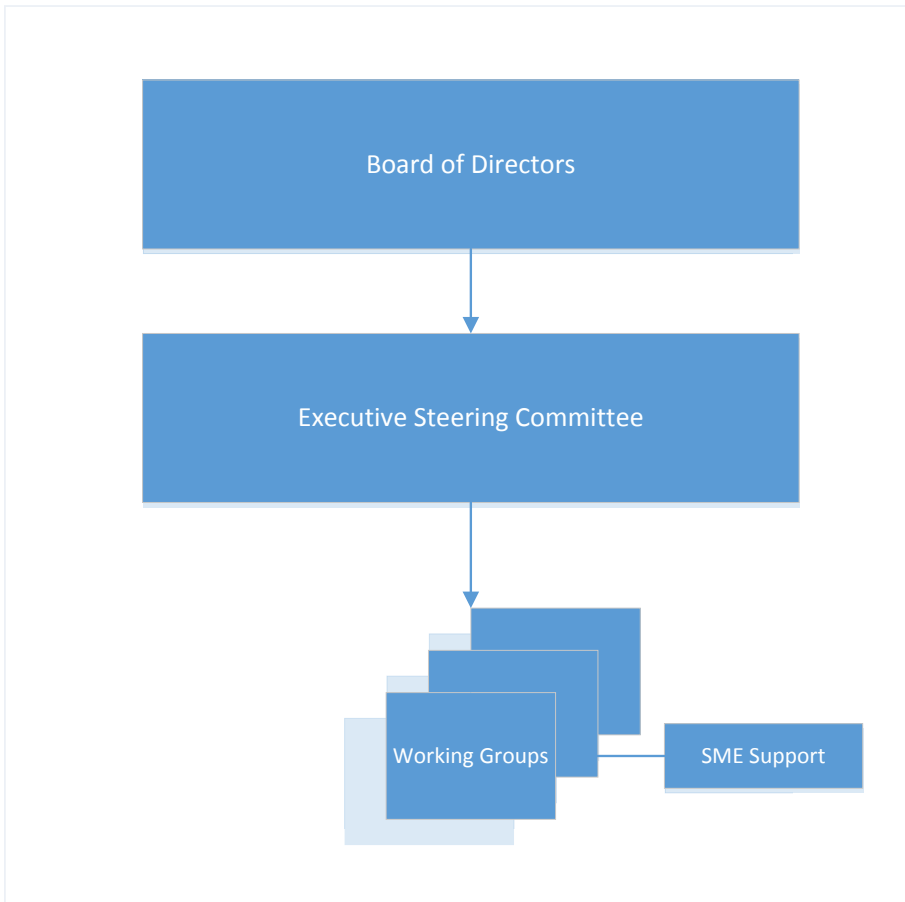 Board of Directors
Executive Steering Committee
Working Groups
SME Support